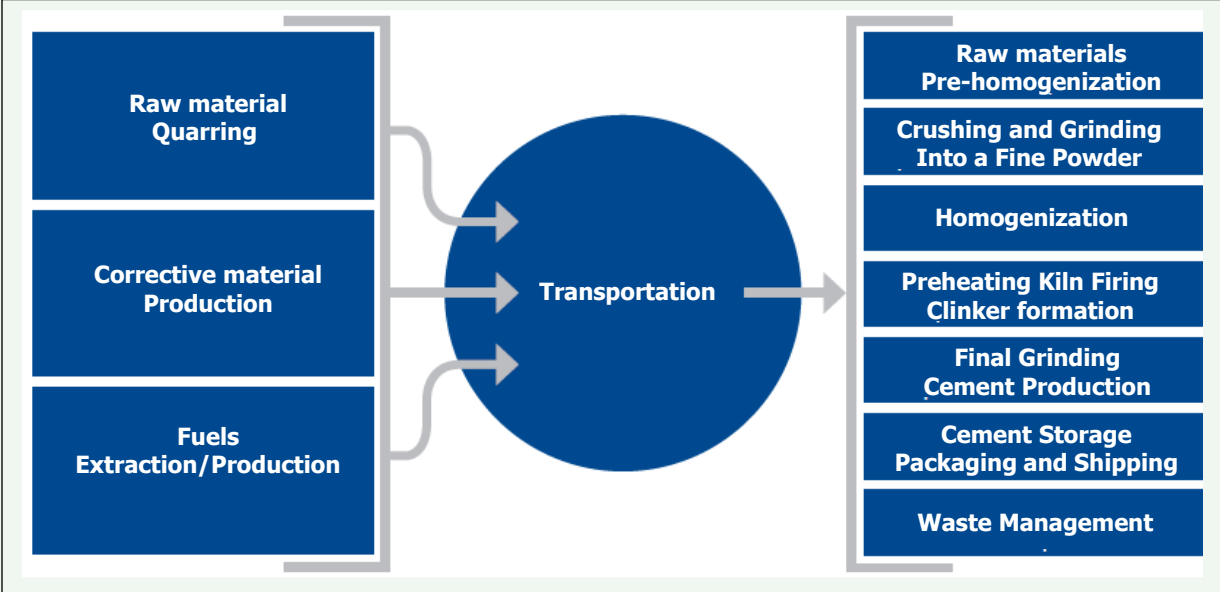 Raw material
Quarring
Corrective material
Production
Fuels
Extraction/Production
Transportation
Raw materials
Pre-homogenization
Crushing and Grinding
Into a Fine Powder
Homogenization
Preheating Kiln Firing
Clinker formation
Final Grinding
Cement Production
Cement Storage
Packaging and Shipping
Waste Management